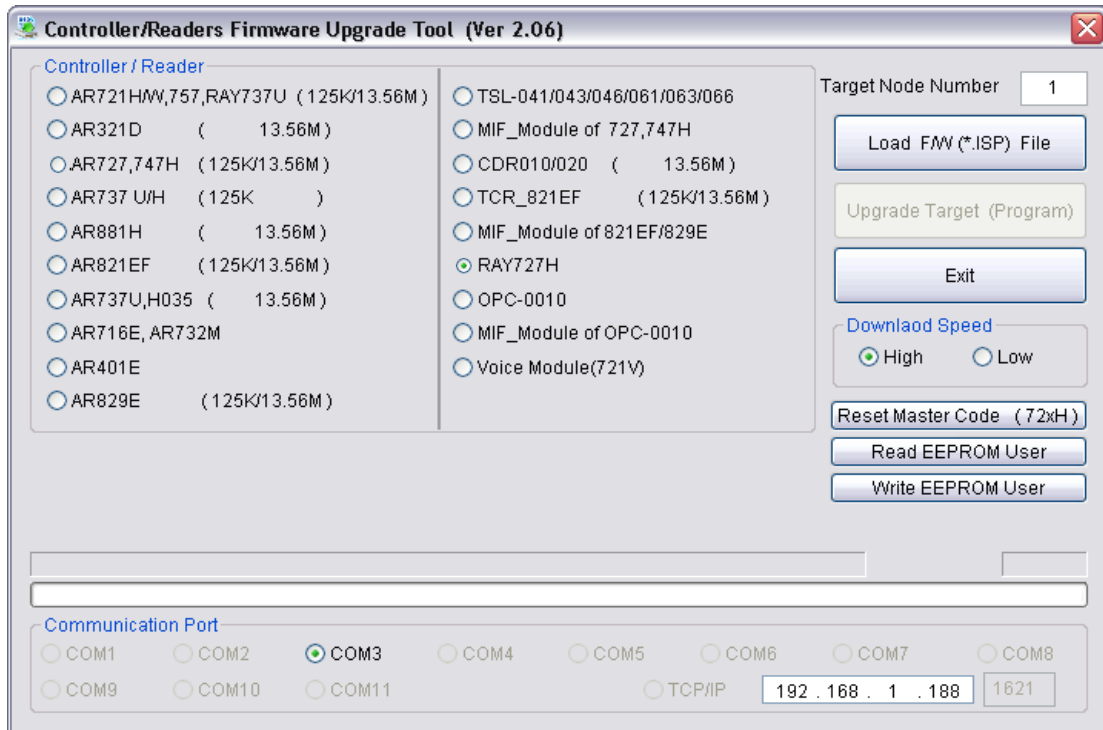 Controller/Readers Firmware Upgrade Tool (Ver 2.06)
Controller / Reader
AR721H/W,757,RAY737U (125K/13.56M)
AR321D ( 13.56M)
AR727,747H (125K/13.56M)
AR737 U/H (125K )
AR881H ( 13.56M)
AR821EF (125K/13.56M)
AR737U,H035 ( 13.56M)
AR716E, AR732M
AR401E
AR829E (125K/13.56M)
TSL-041/043/046/061/063/066
MIF_Module of 727,747H
CDR010/020 ( 13.56M)
TCR_821EF (125K/13.56M)
MIF_Module of 821EF/829E
RAY727H
OPC-0010
MIF_Module of OPC-0010
Voice Module(721V)
Target Node Number 1
Load F/W (*.ISP) File
Upgrade Target (Program)
Exit
Downlaod Speed
High Low
Reset Master Code (72xH)
Read EEPROM User
Write EEPROM User
Communication Port
COM1 COM2 COM3 COM4 COM5 COM6 COM7 COM8
COM9 COM10 COM11 TCP/IP 192 . 168 . 1 . 188 1621